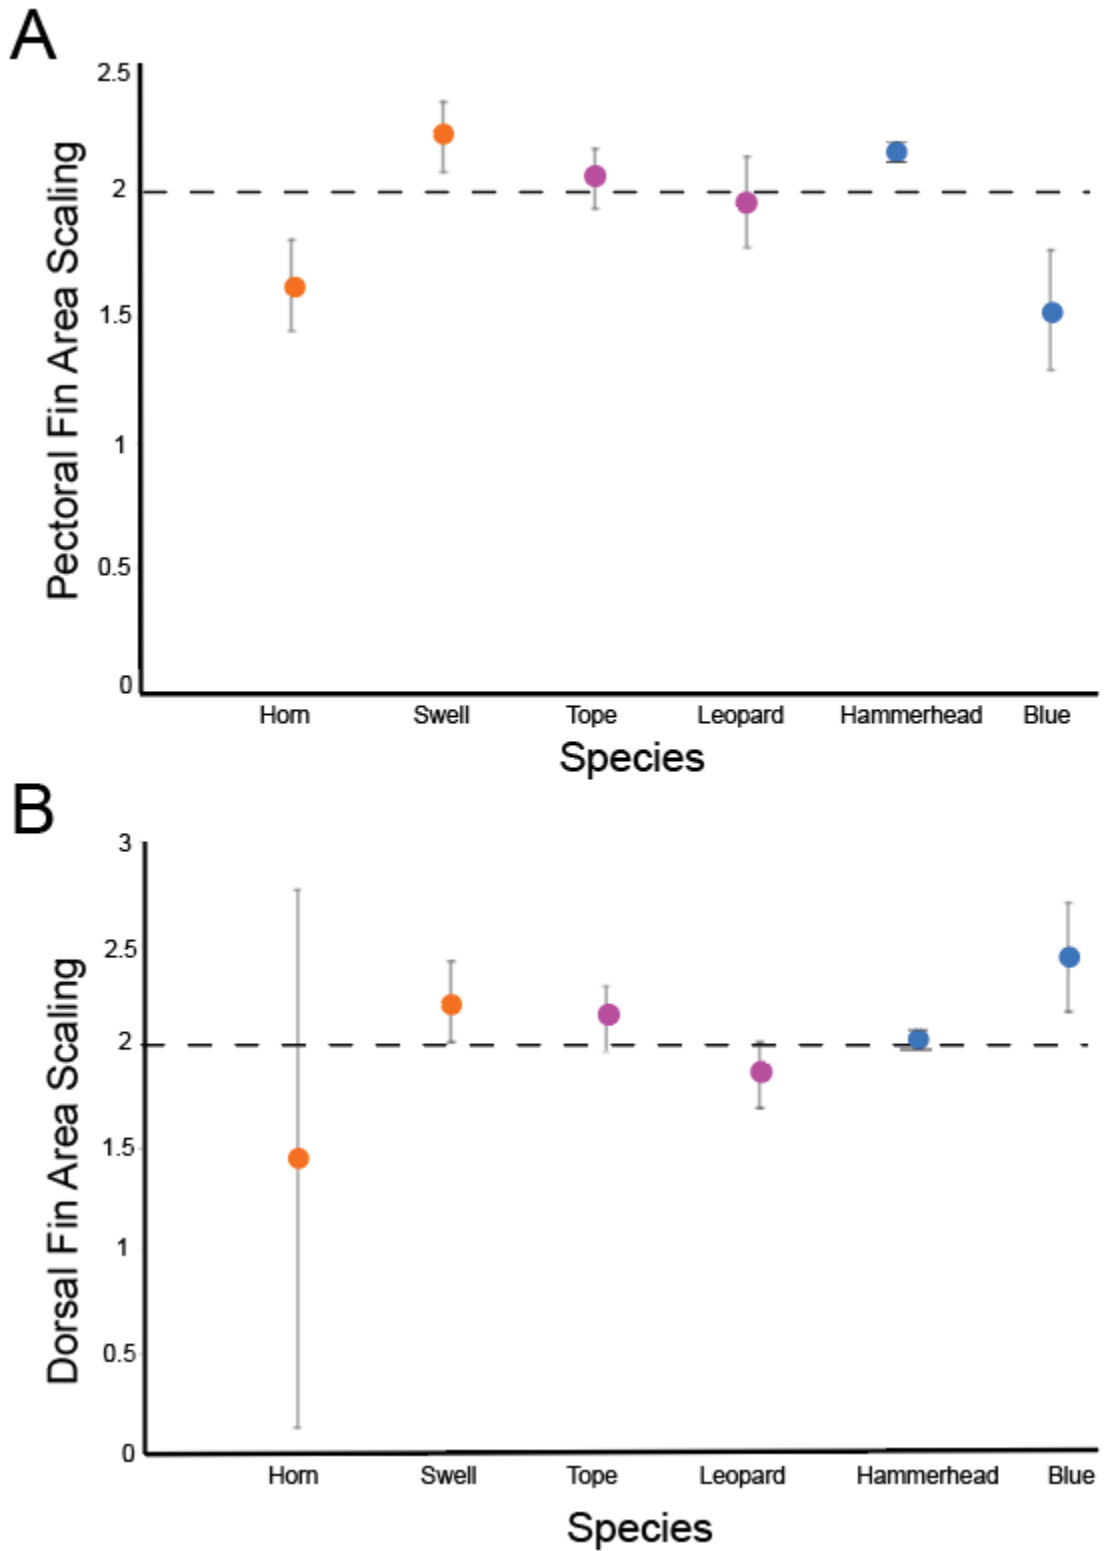 A
2.5
2
1.5
1
0.5
0
Pectoral Fin Area Scaling
Horn Swell Tope Leopard Hammerhead Blue
Species
B
3
2.5
2
1.5
1
0.5
0
Dorsal Fin Area Scaling
Horn Swell Tope Leopard Hammerhead Blue
Species